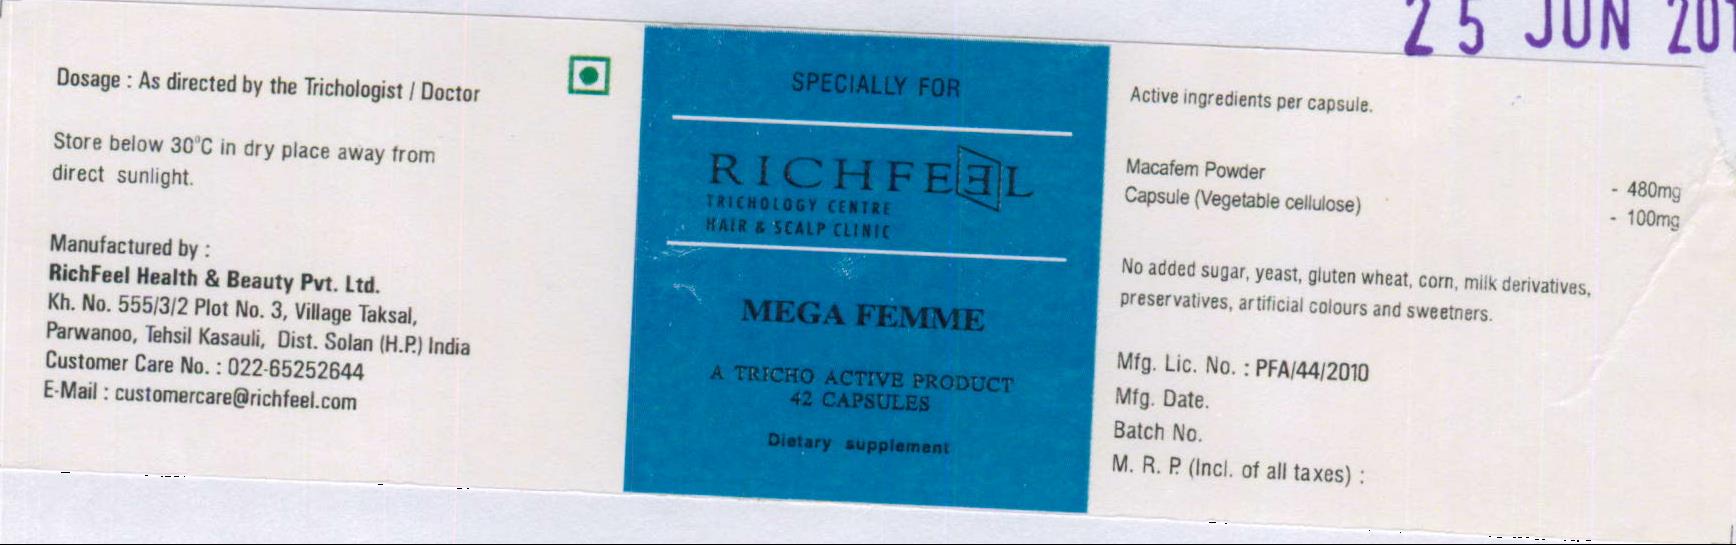 25 JUN 201
Dosage : As directed by the Trichologist / Doctor
Store below 30°C in dry place away from
direct sunlight.
Manufactured by :
RichFeel Health & Beauty Pvt. Ltd.
Kh. No. 555/3/2 Plot No. 3, Village Taksal,
Parwanoo, Tehsil Kasauli, Dist. Solan (H.P.) India
Customer Care No. : 022-65252644
E-Mail : customercare@richfeel.com
SPECIALLY FOR
RICHFEEL
TRICHOLOGY CENTRE
HAIR & SCALP CLINIC
MEGA FEMME
A TRICHO ACTIVE PRODUCT
42 CAPSULES
Dietary supplement
Active ingredients per capsule.
Macafem Powder - 480mg
Capsule (Vegetable cellulose) - 100mg
No added sugar, yeast, gluten wheat, corn, milk derivatives,
preservatives, artificial colours and sweetners.
Mfg. Lic. No. : PFA/44/2010
Mfg. Date.
Batch No.
M. R. P. (Incl. of all taxes) :